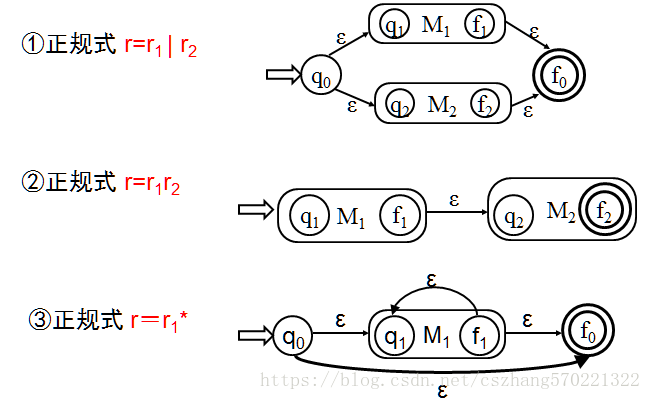 ε q₁ M₁ f₁ ε
①正规式 r=r₁ | r₂
q₀ f₀
ε q₂ M₂ f₂ ε
②正规式 r=r₁r₂
q₁ M₁ f₁ ε q₂ M₂ f₂
ε
③正规式 r＝r₁*
q₀ ε q₁ M₁ f₁ ε f₀
ε
https://blog.csdn.net/cszhang570221322